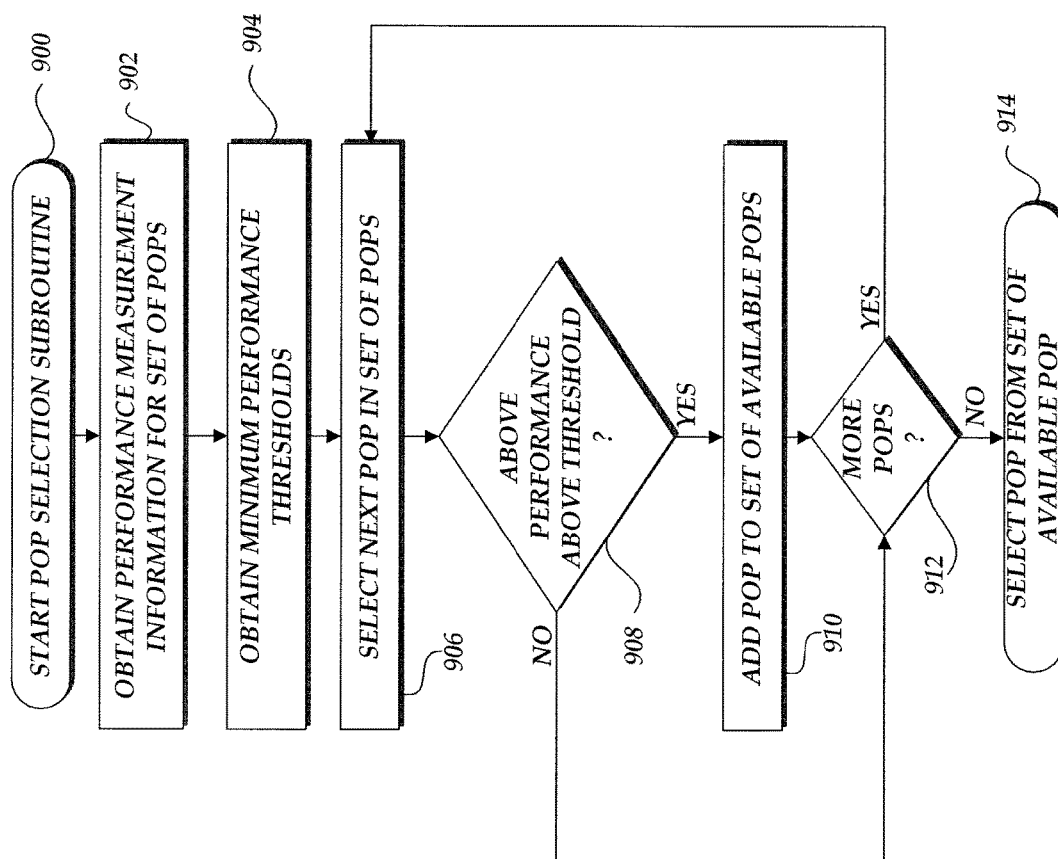 START POP SELECTION SUBROUTINE
900
OBTAIN PERFORMANCE MEASUREMENT
INFORMATION FOR SET OF POPS
902
OBTAIN MINIMUM PERFORMANCE
THRESHOLDS
904
SELECT NEXT POP IN SET OF POPS
906
ABOVE
PERFORMANCE
ABOVE THRESHOLD
?
NO
YES
908
ADD POP TO SET OF AVAILABLE POPS
910
MORE
POPS
?
YES
NO
912
SELECT POP FROM SET OF
AVAILABLE POP
914